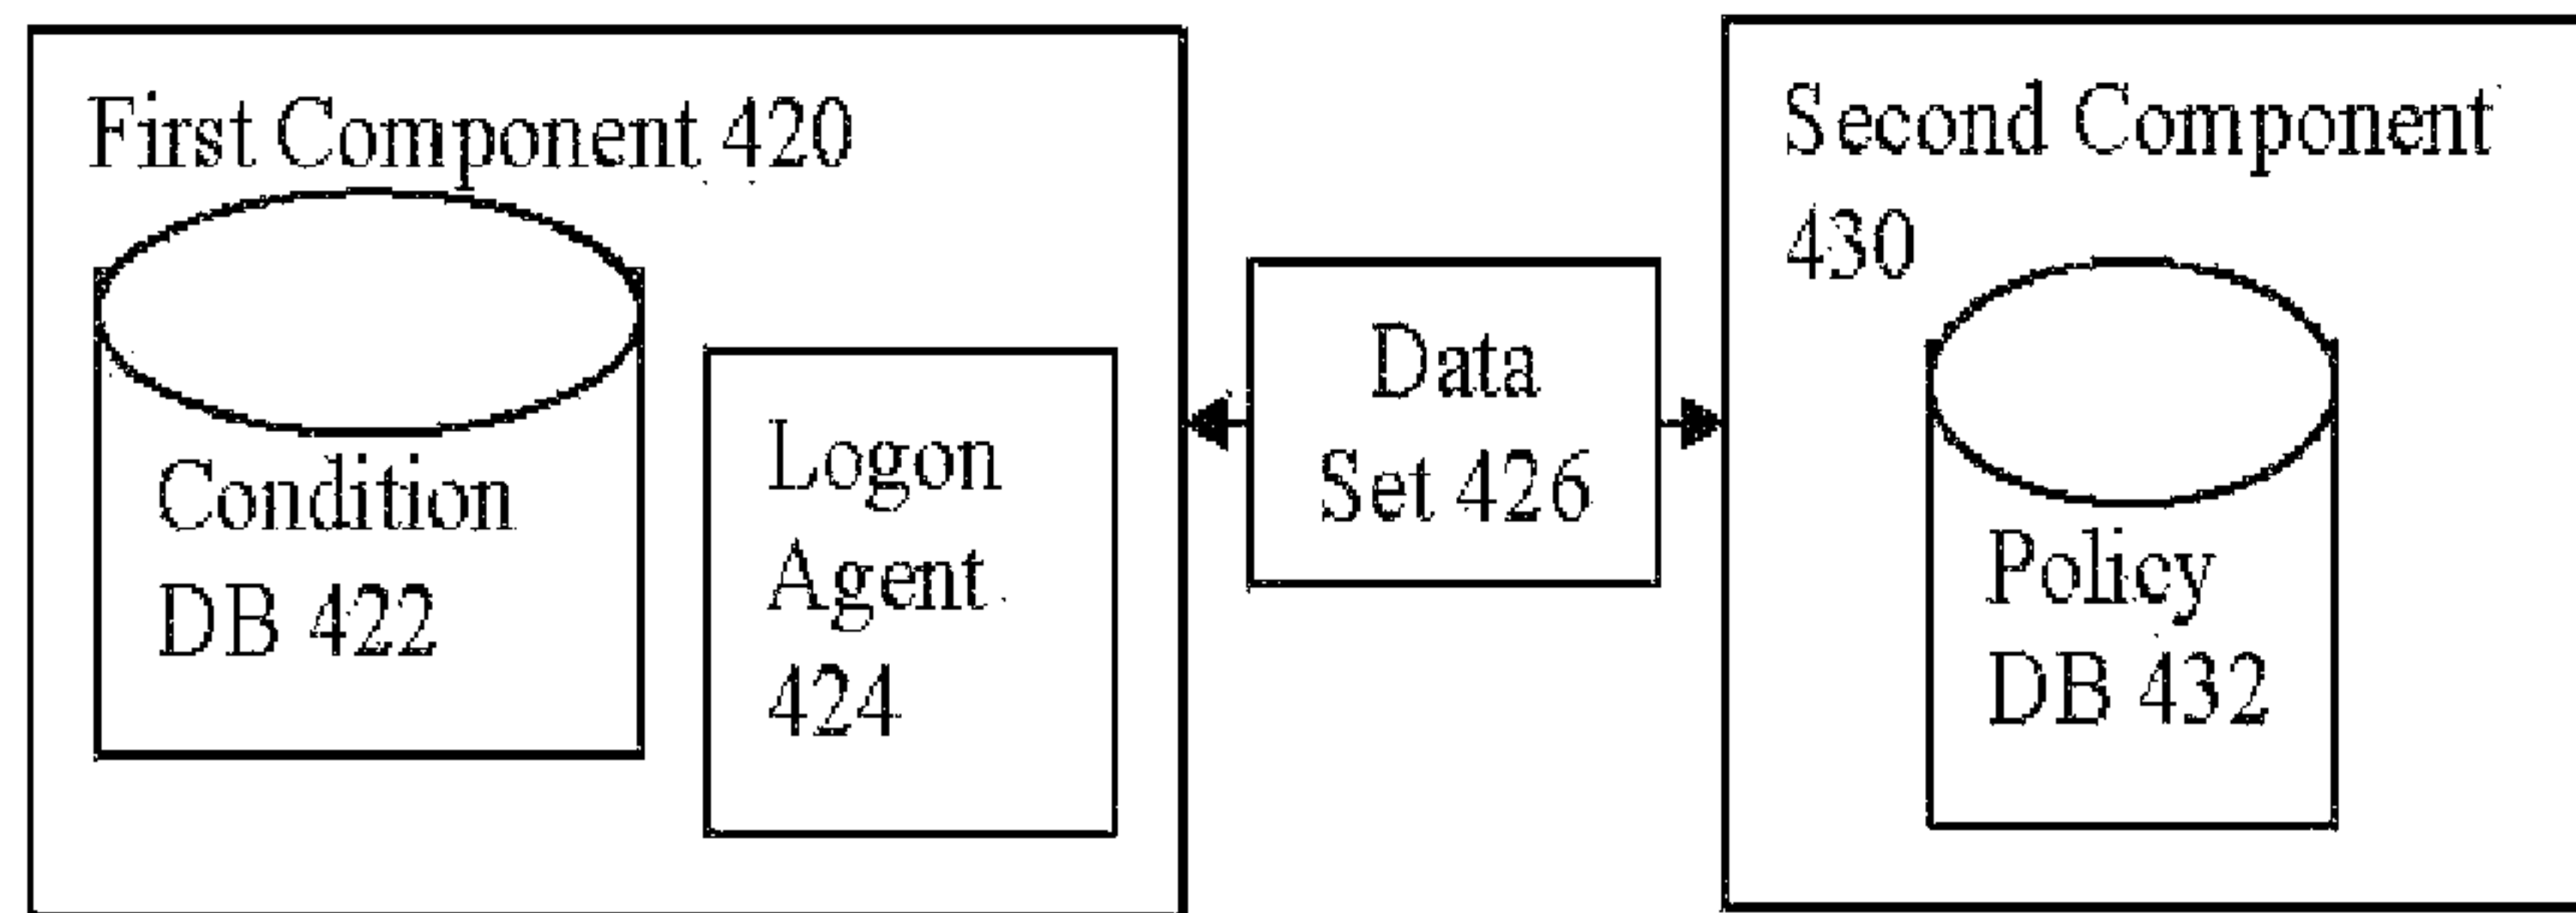 First Component 420
Condition
DB 422
Logon
Agent
424
Data
Set 426
Second Component
430
Policy
DB 432